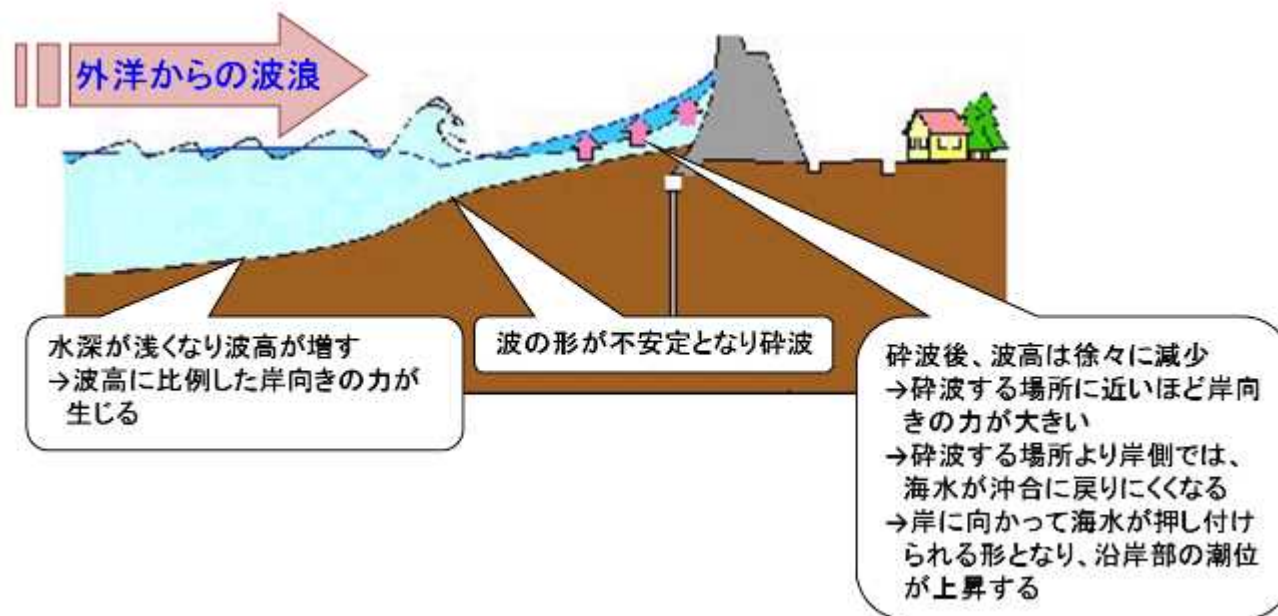 外洋からの波浪
水深が浅くなり波高が増す
→波高に比例した岸向きの力が
生じる
波の形が不安定となり砕波
砕波後、波高は徐々に減少
→砕波する場所に近いほど岸向
きの力が大きい
→砕波する場所より岸側では、
海水が沖合に戻りにくくなる
→岸に向かって海水が押し付け
られる形となり、沿岸部の潮位
が上昇する